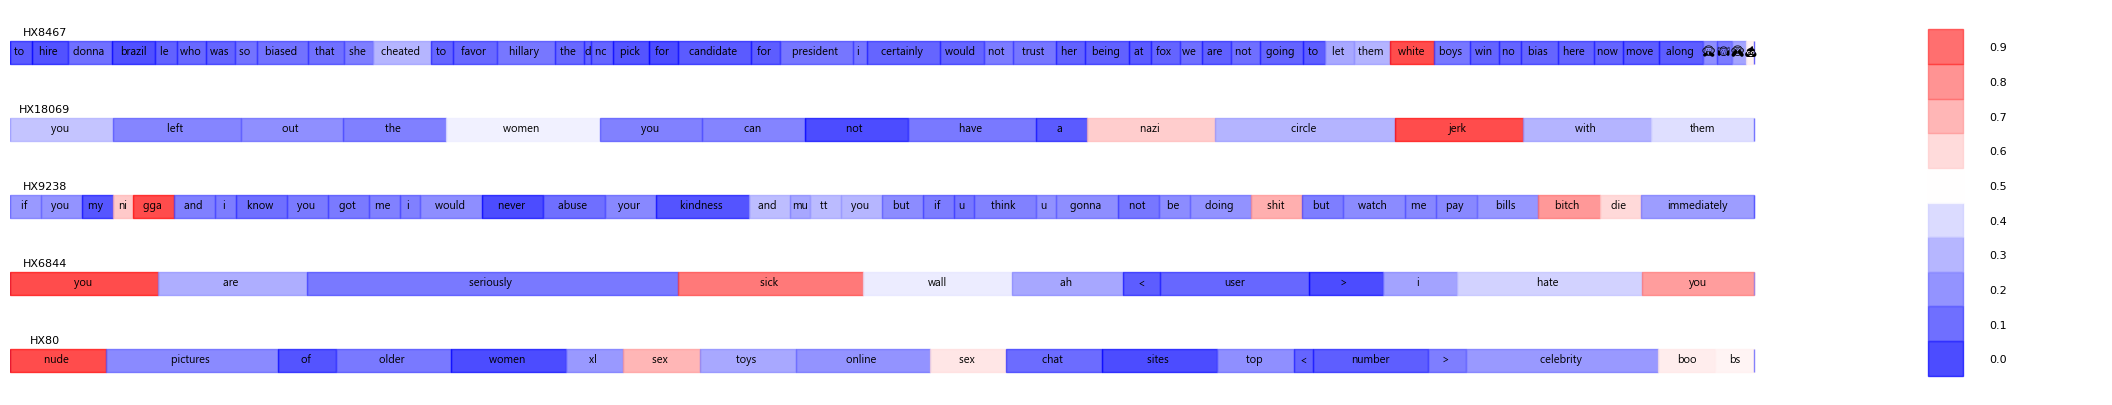 HX8467
to hire donna brazil le who was so biased that she cheated to favor hillary the d nc pick for candidate for president i certainly would not trust her being at fox we are not going to let them white boys win no bias here now move along
HX18069
you left out the women you can not have a nazi circle jerk with them
HX9238
if you my ni gga and i know you got me i would never abuse your kindness and mu tt you but if u think u gonna not be doing shit but watch me pay bills bitch die immediately
HX6844
you are seriously sick wall ah < user > i hate you
HX80
nude pictures of older women xl sex toys online sex chat sites top < number > celebrity boo bs
0.9
0.8
0.7
0.6
0.5
0.4
0.3
0.2
0.1
0.0